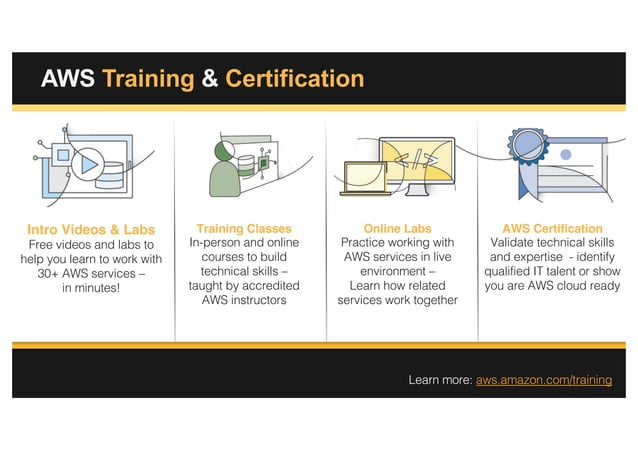 AWS Training & Certification
Intro Videos & Labs
Free videos and labs to
help you learn to work with
30+ AWS services –
in minutes!
Training Classes
In-person and online
courses to build
technical skills –
taught by accredited
AWS instructors
</>
Online Labs
Practice working with
AWS services in live
environment –
Learn how related
services work together
AWS Certification
Validate technical skills
and expertise  - identify
qualified IT talent or show
you are AWS cloud ready
Learn more: aws.amazon.com/training